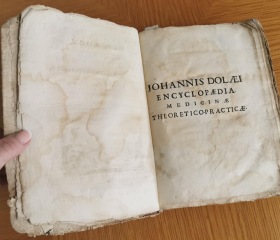 JOHANNIS DOLÆI
ENCYCLOPÆDIA
MEDICINÆ
THEORETICOPRACTICÆ.